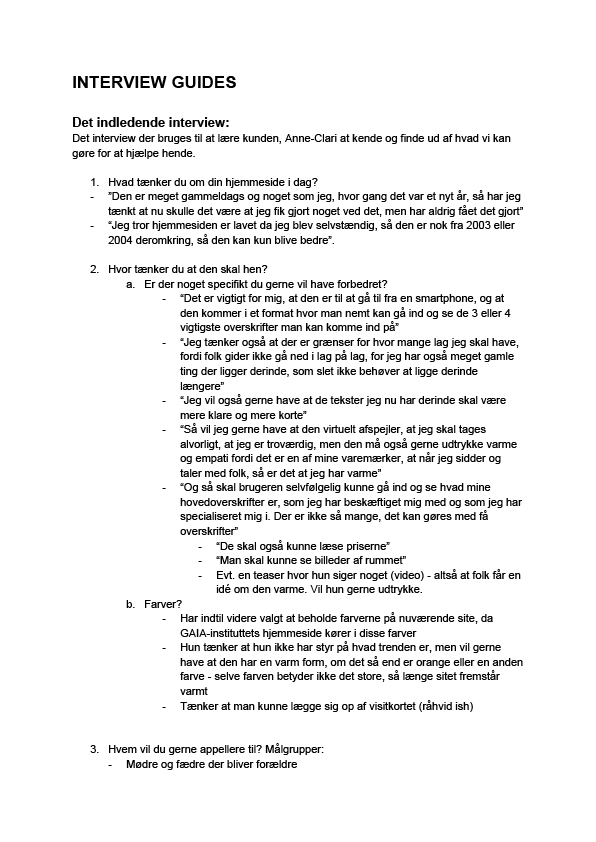 INTERVIEW GUIDES
Det indledende interview:
Det interview der bruges til at lære kunden, Anne-Clari at kende og finde ud af hvad vi kan
gøre for at hjælpe hende.
1. Hvad tænker du om din hjemmeside i dag?
- ”Den er meget gammeldags og noget som jeg, hvor gang det var et nyt år, så har jeg
tænkt at nu skulle det være at jeg fik gjort noget ved det, men har aldrig fået det gjort”
- “Jeg tror hjemmesiden er lavet da jeg blev selvstændig, så den er nok fra 2003 eller
2004 deromkring, så den kan kun blive bedre”.
2. Hvor tænker du at den skal hen?
a. Er der noget specifikt du gerne vil have forbedret?
- “Det er vigtigt for mig, at den er til at gå til fra en smartphone, og at
den kommer i et format hvor man nemt kan gå ind og se de 3 eller 4
vigtigste overskrifter man kan komme ind på”
- “Jeg tænker også at der er grænser for hvor mange lag jeg skal have,
fordi folk gider ikke gå ned i lag på lag, for jeg har også meget gamle
ting der ligger derinde, som slet ikke behøver at ligge derinde
længere”
- “Jeg vil også gerne have at de tekster jeg nu har derinde skal være
mere klare og mere korte”
- “Så vil jeg gerne have at den virtuelt afspejler, at jeg skal tages
alvorligt, at jeg er troværdig, men den må også gerne udtrykke varme
og empati fordi det er en af mine varemærker, at når jeg sidder og
taler med folk, så er det at jeg har varme”
- “Og så skal brugeren selvfølgelig kunne gå ind og se hvad mine
hovedoverskrifter er, som jeg har beskæftiget mig med og som jeg har
specialiseret mig i. Der er ikke så mange, det kan gøres med få
overskrifter”
- “De skal også kunne læse priserne”
- “Man skal kunne se billeder af rummet”
- Evt. en teaser hvor hun siger noget (video) - altså at folk får en
idé om den varme. Vil hun gerne udtrykke.
b. Farver?
- Har indtil videre valgt at beholde farverne på nuværende site, da
GAIA-instituttets hjemmeside kører i disse farver
- Hun tænker at hun ikke har styr på hvad trenden er, men vil gerne
have at den har en varm form, om det så end er orange eller en anden
farve - selve farven betyder ikke det store, så længe sitet fremstår
varmt
- Tænker at man kunne lægge sig op af visitkortet (råhvid ish)
3. Hvem vil du gerne appellere til? Målgrupper:
- Mødre og fædre der bliver forældre